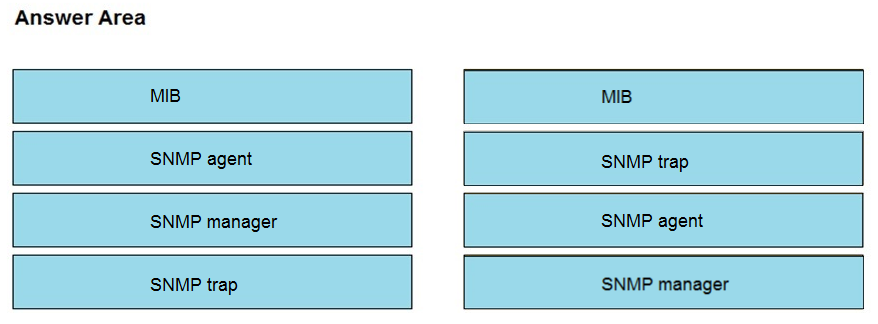 Answer Area
MIB
MIB
SNMP agent
SNMP trap
SNMP manager
SNMP agent
SNMP trap
SNMP manager